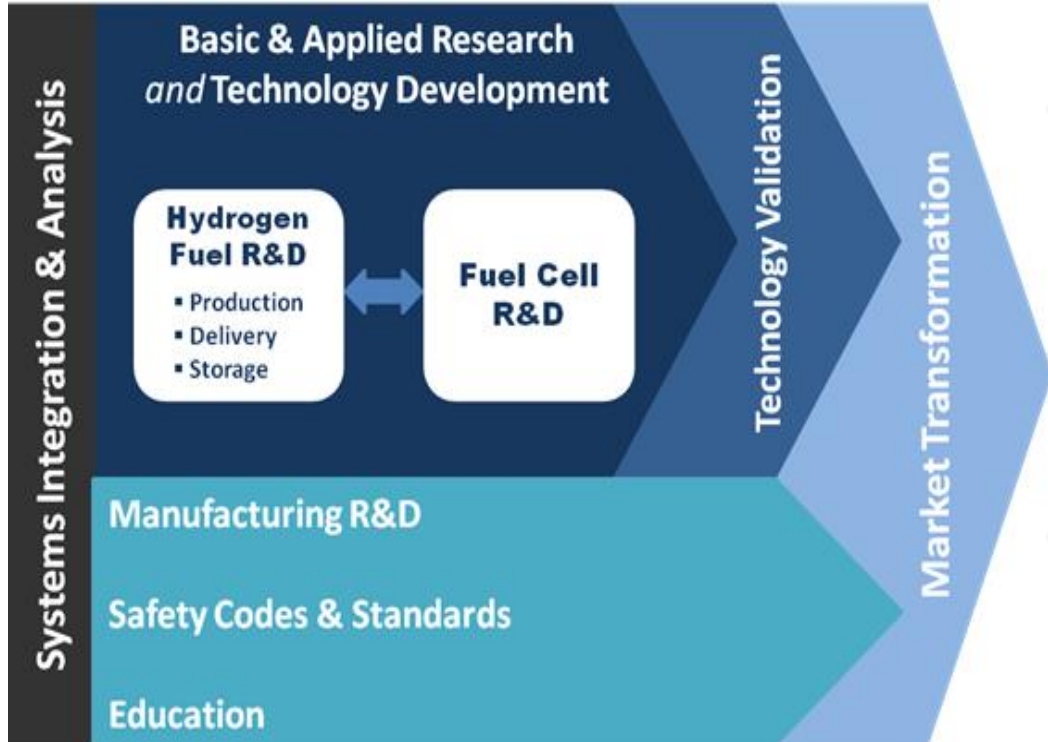 Systems Integration & Analysis
Basic & Applied Research
and Technology Development
Hydrogen
Fuel R&D
▪ Production
▪ Delivery
▪ Storage
Fuel Cell
R&D
Technology Validation
Market Transformation
Manufacturing R&D
Safety Codes & Standards
Education